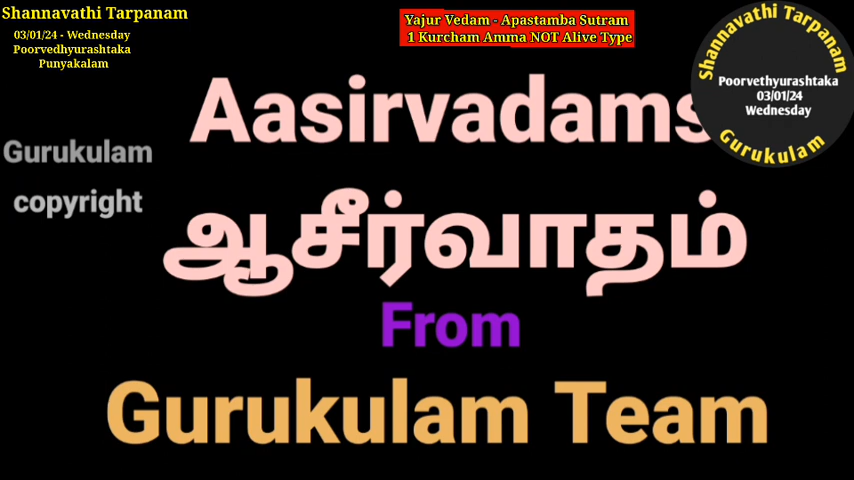 Shannavathi Tarpanam
03/01/24 - Wednesday
Poorvedhyurashtaka
Punyakalam
Yajur Vedam - Apastamba Sutram
1 Kurcham Amma NOT Alive Type
Shannavathi Tarpanam
Poorvethyurashtaka
03/01/24
Wednesday
Gurukulam
Aasirvadams
Gurukulam
copyright
ஆசீர்வாதம்
From
Gurukulam Team